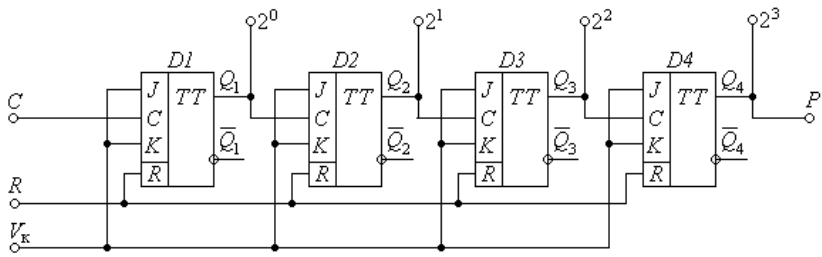 2⁰ 2¹ 2² 2³
D1 D2 D3 D4
J TT Q₁ J TT Q₂ J TT Q₃ J TT Q₄
C C C C C P
K Q̅₁ K Q̅₂ K Q̅₃ K Q̅₄
R R R R
R
Vк